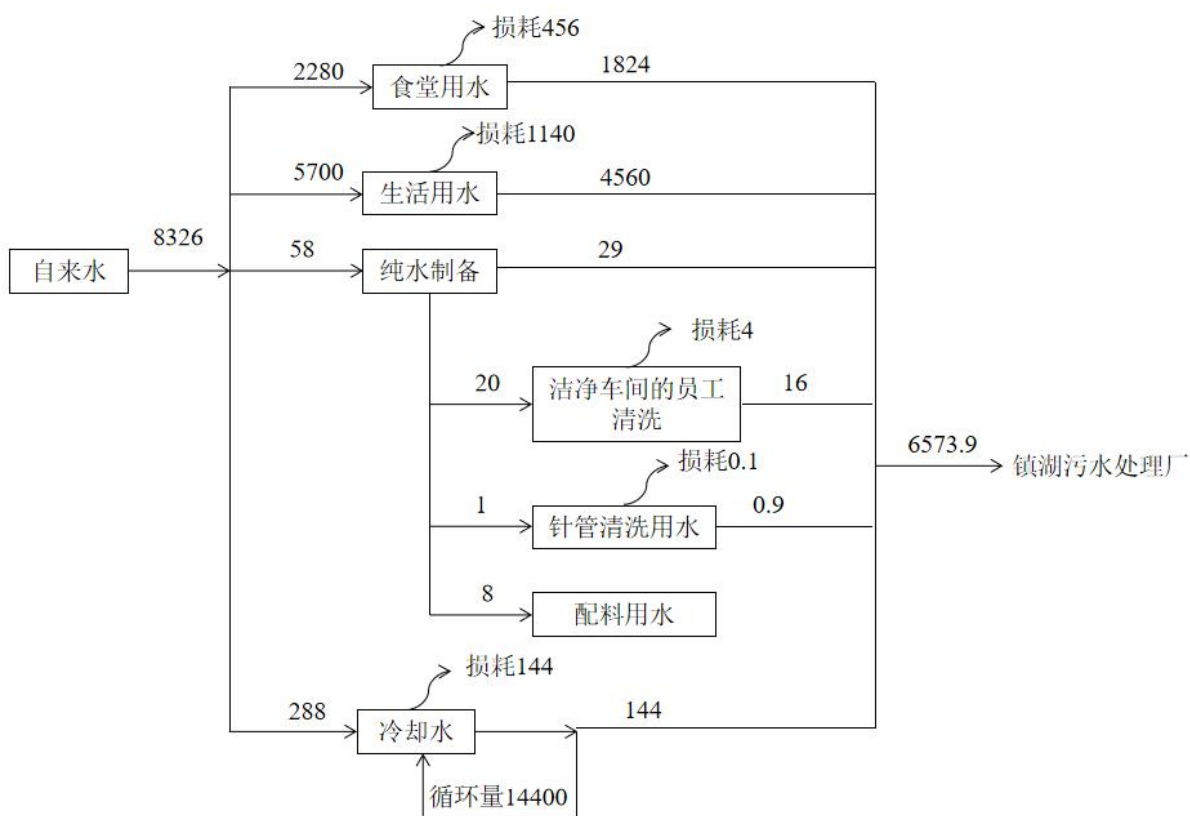 损耗456
2280
食堂用水
1824
损耗1140
5700
生活用水
4560
自来水
8326
58
纯水制备
29
损耗4
20
洁净车间的员工
清洗
16
6573.9
镇湖污水处理厂
损耗0.1
1
针管清洗用水
0.9
8
配料用水
损耗144
288
冷却水
144
循环量14400